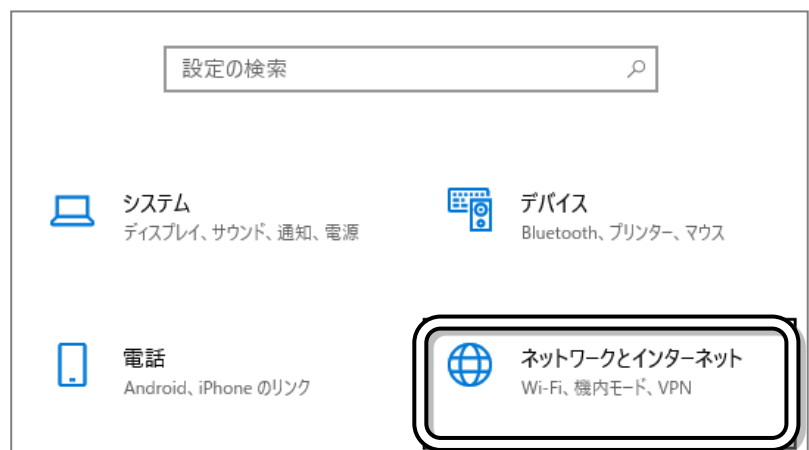 設定の検索
システム
ディスプレイ、サウンド、通知、電源
デバイス
Bluetooth、プリンター、マウス
電話
Android、iPhone のリンク
ネットワークとインターネット
Wi-Fi、機内モード、VPN